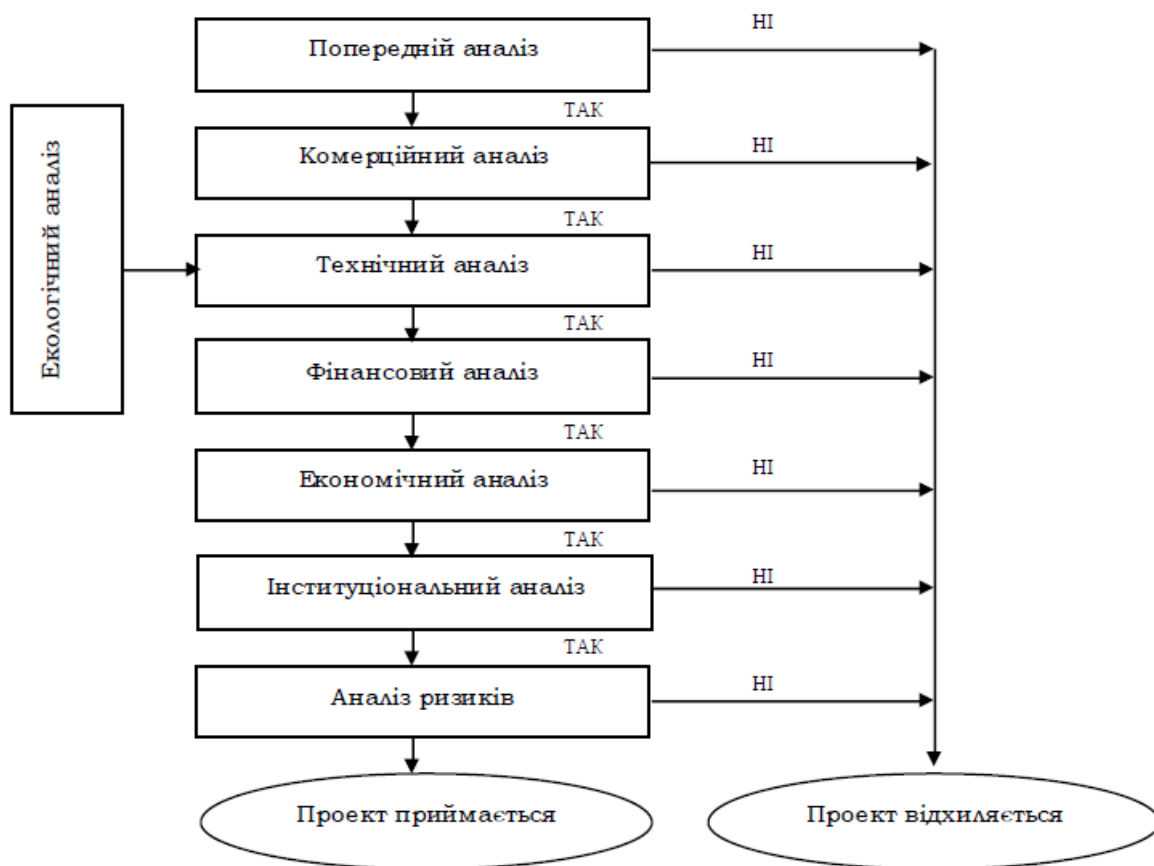 НІ
Попередній аналіз
ТАК
Комерційний аналіз
НІ
ТАК
Екологічний аналіз
Технічний аналіз
НІ
ТАК
Фінансовий аналіз
НІ
ТАК
Економічний аналіз
НІ
ТАК
Інституціональний аналіз
НІ
ТАК
Аналіз ризиків
НІ
Проект приймається
Проект відхиляється